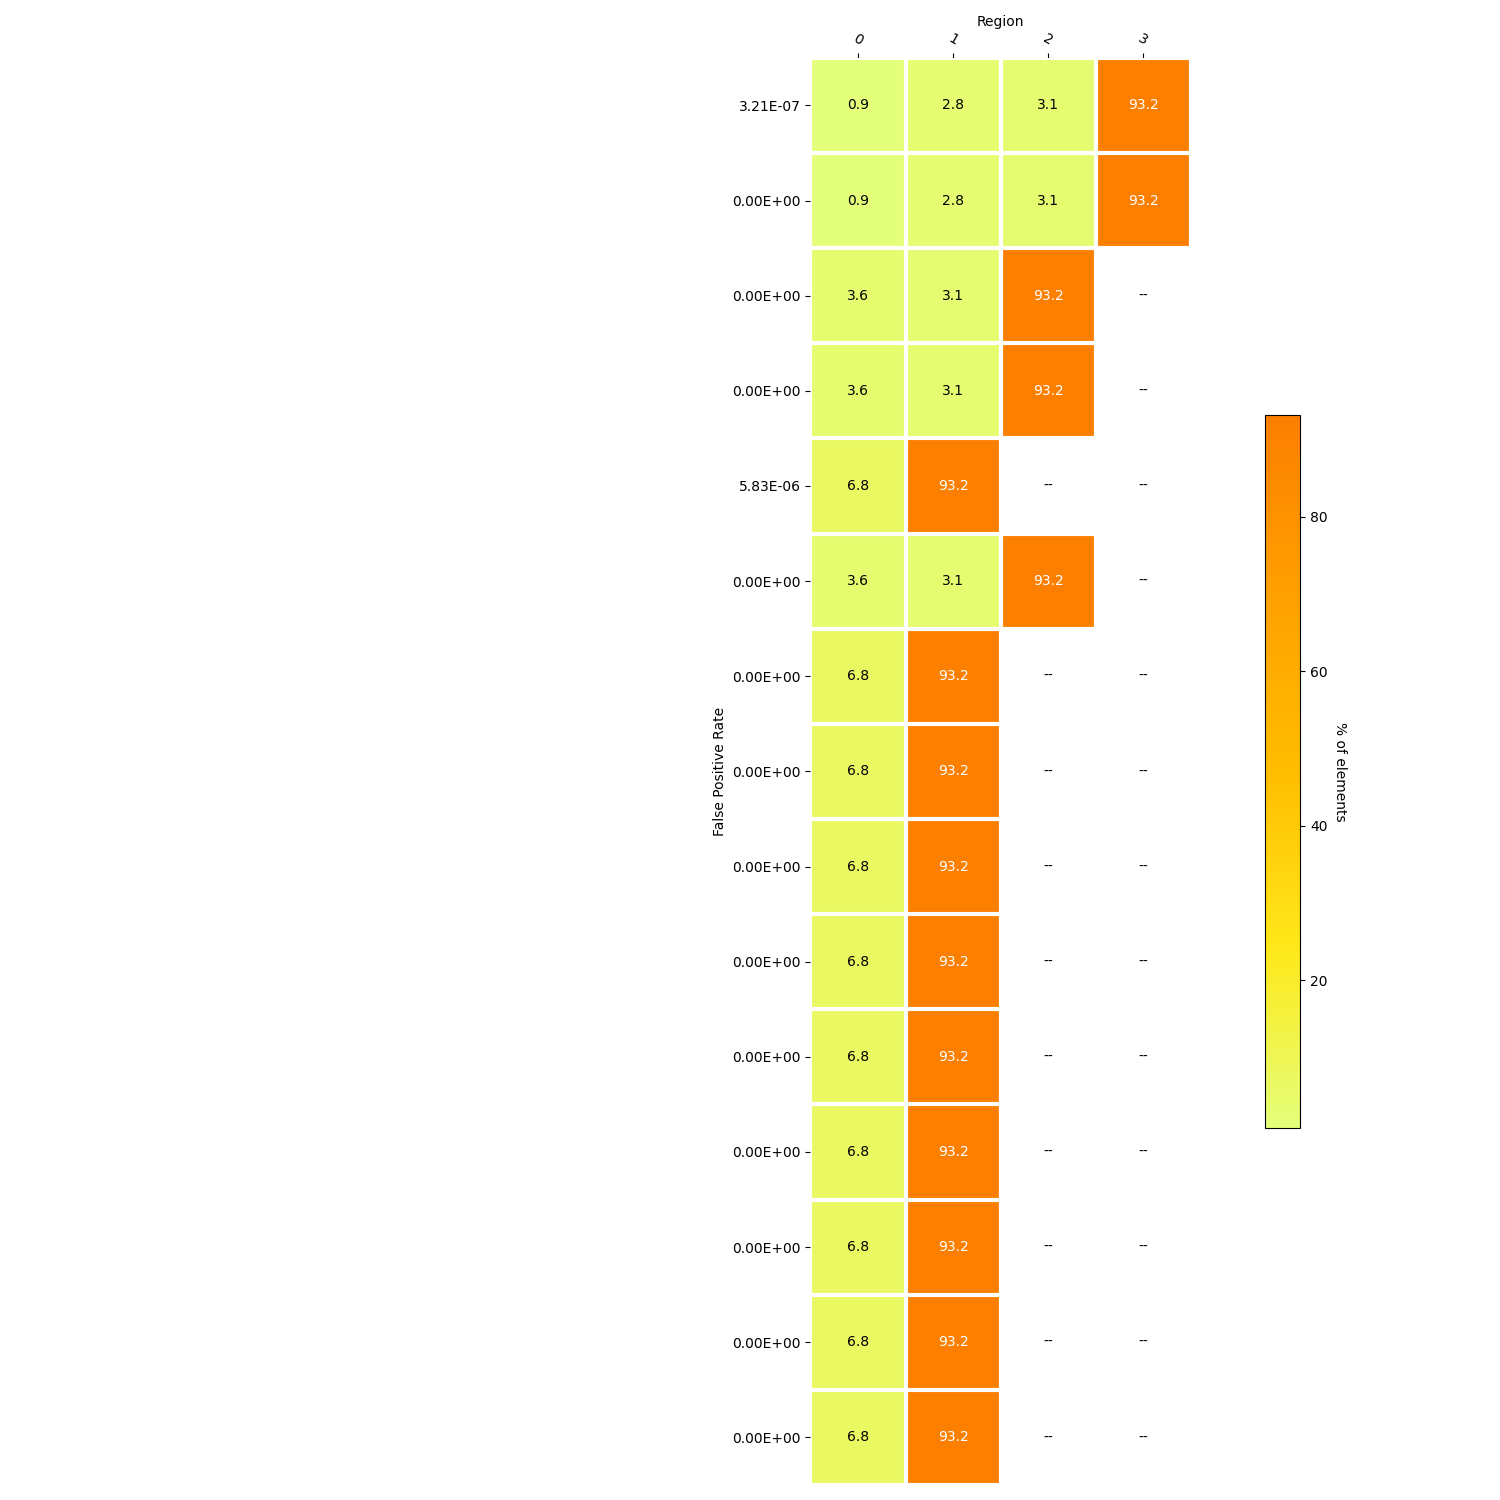 Region
0 1 2 3
3.21E-07 0.9 2.8 3.1 93.2
0.00E+00 0.9 2.8 3.1 93.2
0.00E+00 3.6 3.1 93.2 --
0.00E+00 3.6 3.1 93.2 --
5.83E-06 6.8 93.2 -- --
0.00E+00 3.6 3.1 93.2 --
0.00E+00 6.8 93.2 -- --
0.00E+00 6.8 93.2 -- --
0.00E+00 6.8 93.2 -- --
0.00E+00 6.8 93.2 -- --
0.00E+00 6.8 93.2 -- --
0.00E+00 6.8 93.2 -- --
0.00E+00 6.8 93.2 -- --
0.00E+00 6.8 93.2 -- --
0.00E+00 6.8 93.2 -- --
False Positive Rate
80
60
40
20
% of elements